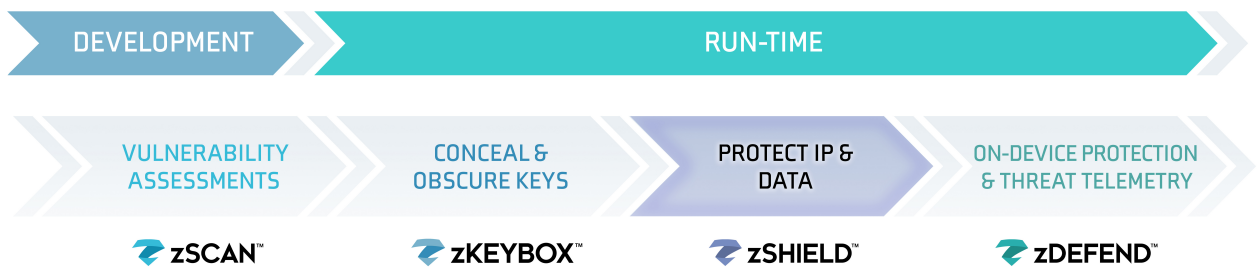 DEVELOPMENT
RUN-TIME
VULNERABILITY
ASSESSMENTS
CONCEAL &
OBSCURE KEYS
PROTECT IP &
DATA
ON-DEVICE PROTECTION
& THREAT TELEMETRY
zSCAN™
zKEYBOX™
zSHIELD™
zDEFEND™